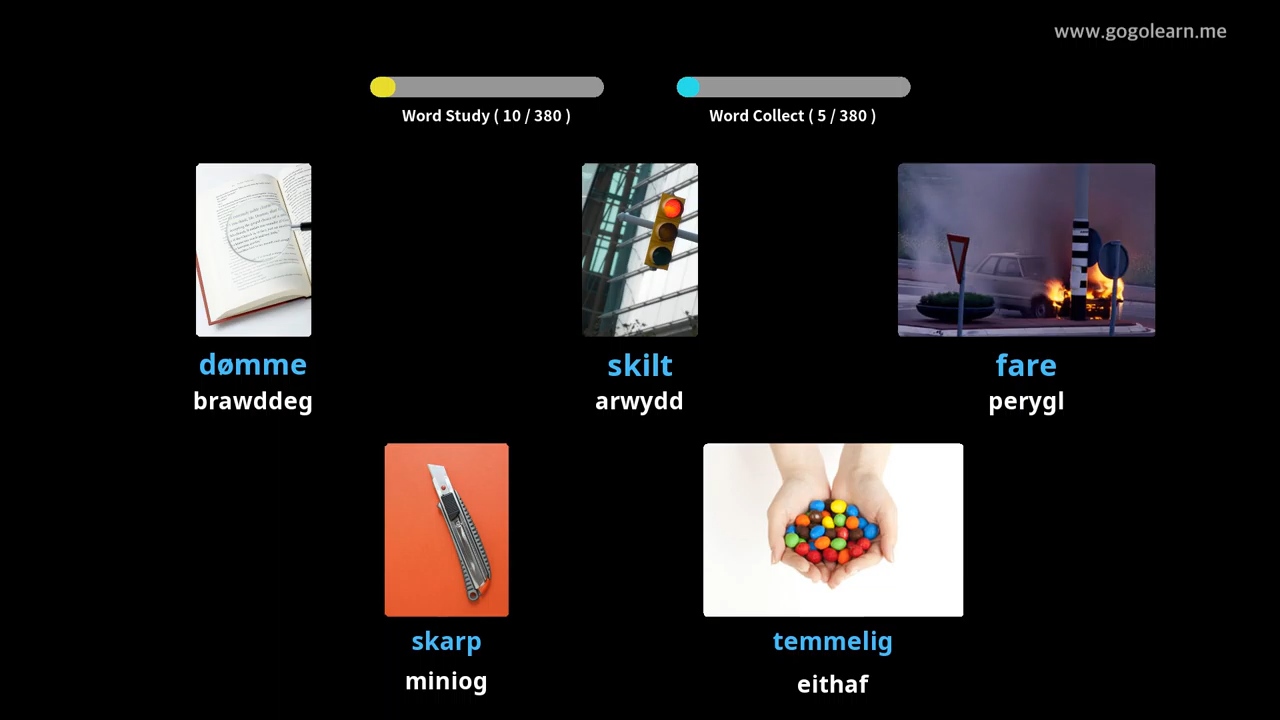 www.gogolearn.me
Word Study ( 10 / 380 )
Word Collect ( 5 / 380 )
dømme
brawddeg
skilt
arwydd
fare
perygl
skarp
miniog
temmelig
eithaf